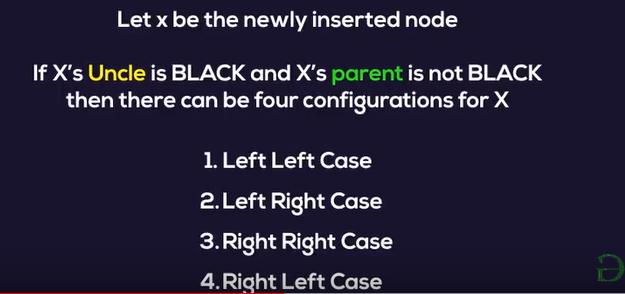 Let x be the newly inserted node
If X's Uncle is BLACK and X's parent is not BLACK
then there can be four configurations for X
1. Left Left Case
2. Left Right Case
3. Right Right Case
4. Right Left Case